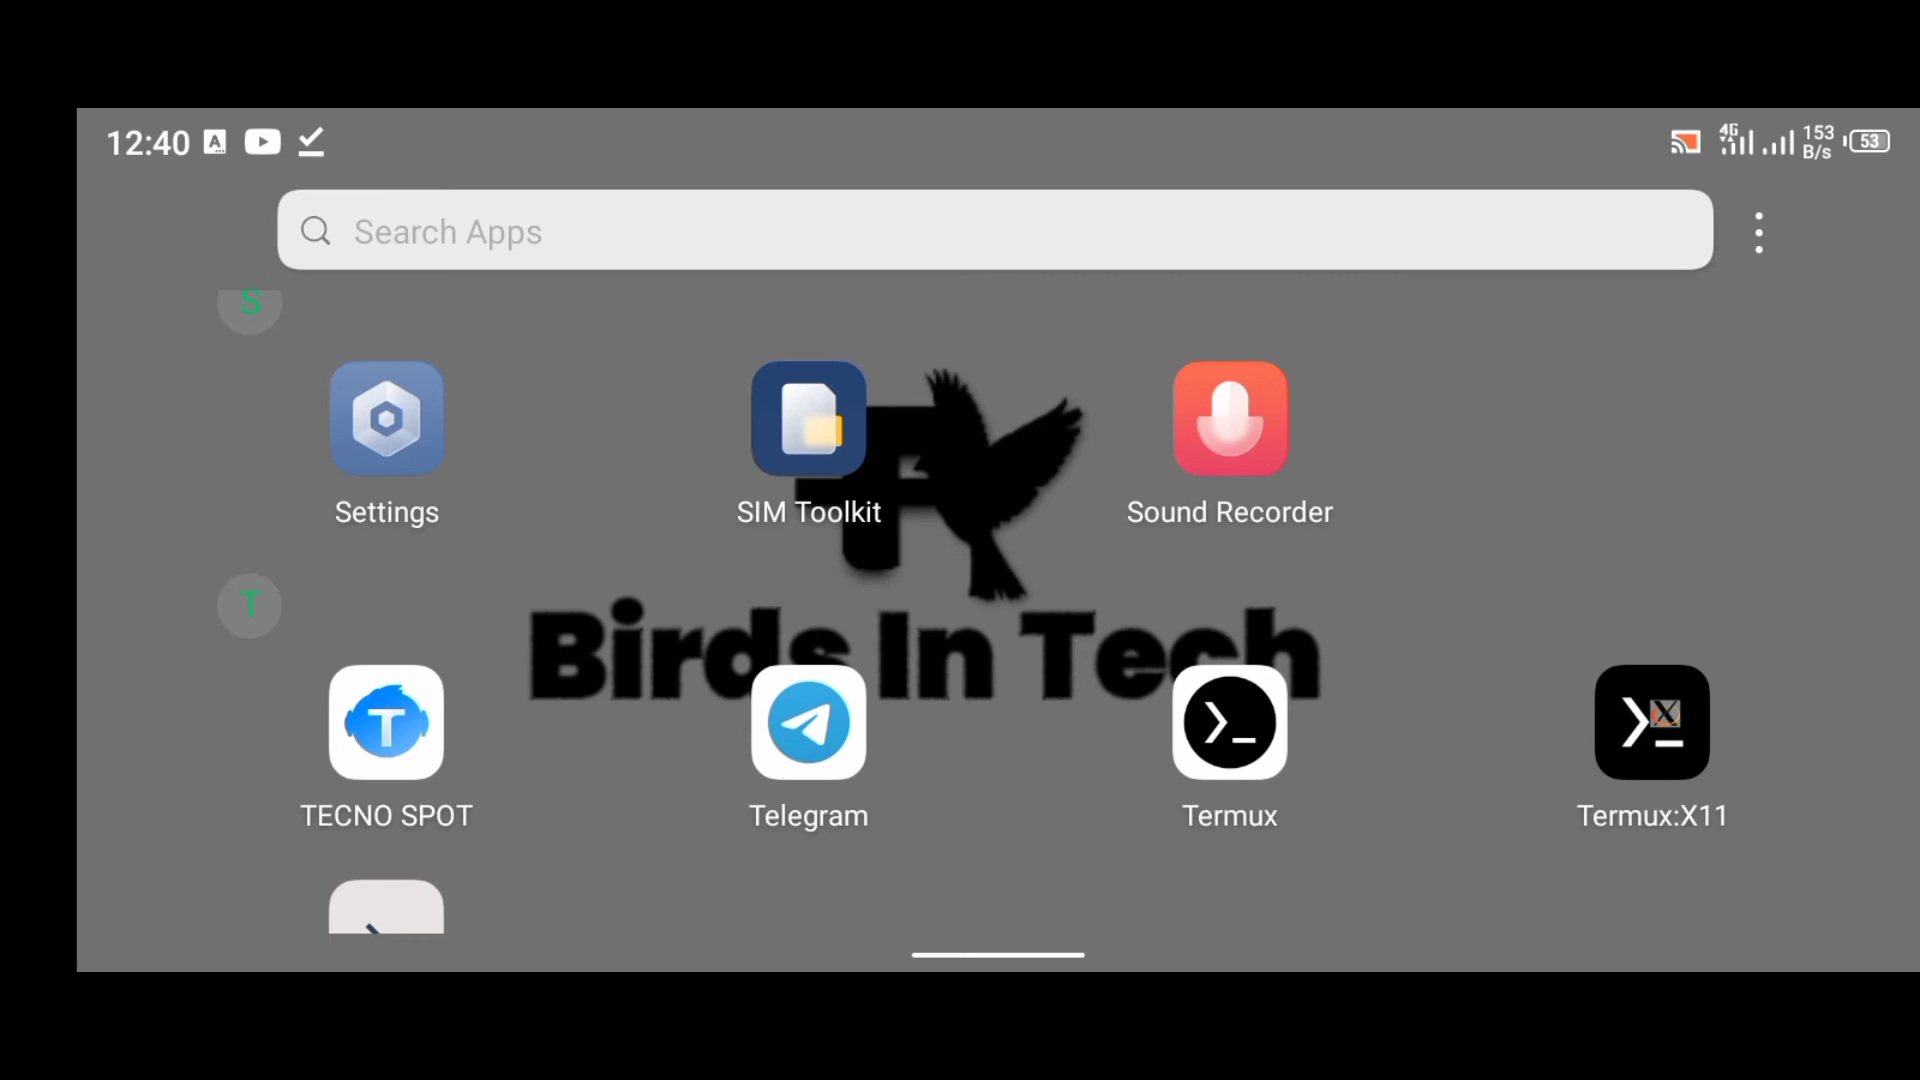 12:40 A 4G 153 B/s 53
Search Apps
S
Settings SIM Toolkit Sound Recorder
T
Birds In Tech
TECNO SPOT Telegram Termux Termux:X11